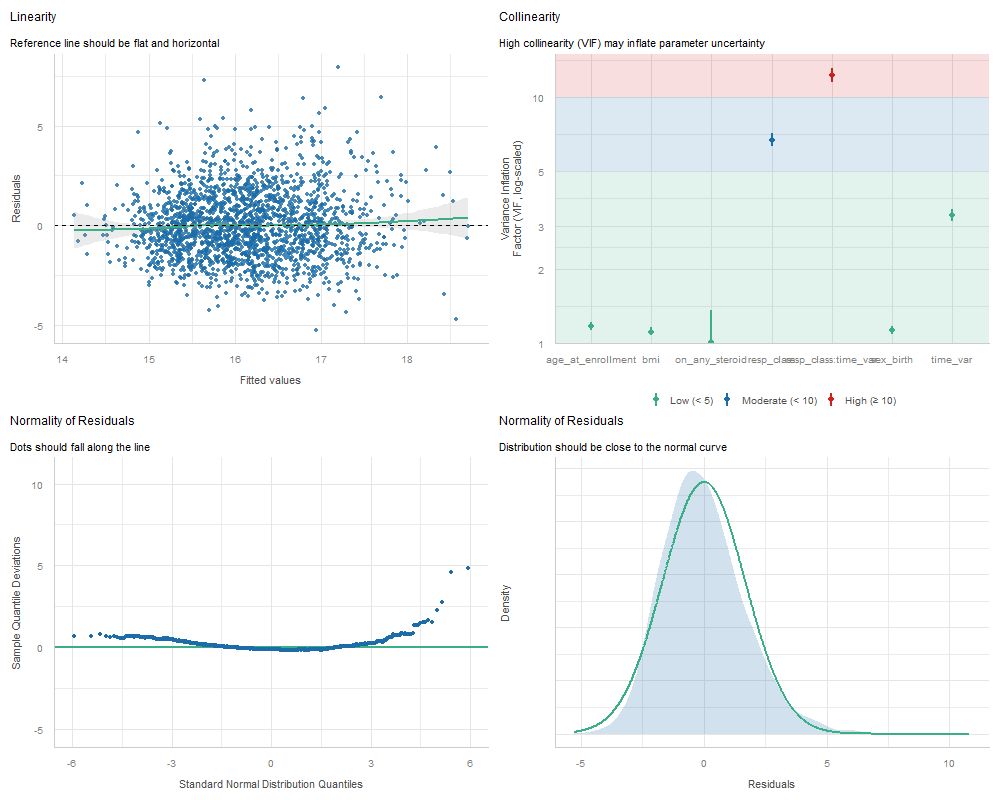 Linearity
Reference line should be flat and horizontal
Residuals
5
0
-5
14
15
16
17
18
Fitted values
Collinearity
High collinearity (VIF) may inflate parameter uncertainty
Variance Inflation
Factor (VIF, log-scaled)
10
5
3
2
1
age_at_enrollment
bmi
on_any_steroid
resp_class
resp_class:time_var
sex_birth
time_var
Low (< 5)
Moderate (< 10)
High (≥ 10)
Normality of Residuals
Dots should fall along the line
Sample Quantile Deviations
10
5
0
-5
-6
-3
0
3
6
Standard Normal Distribution Quantiles
Normality of Residuals
Distribution should be close to the normal curve
Density
-5
0
5
10
Residuals